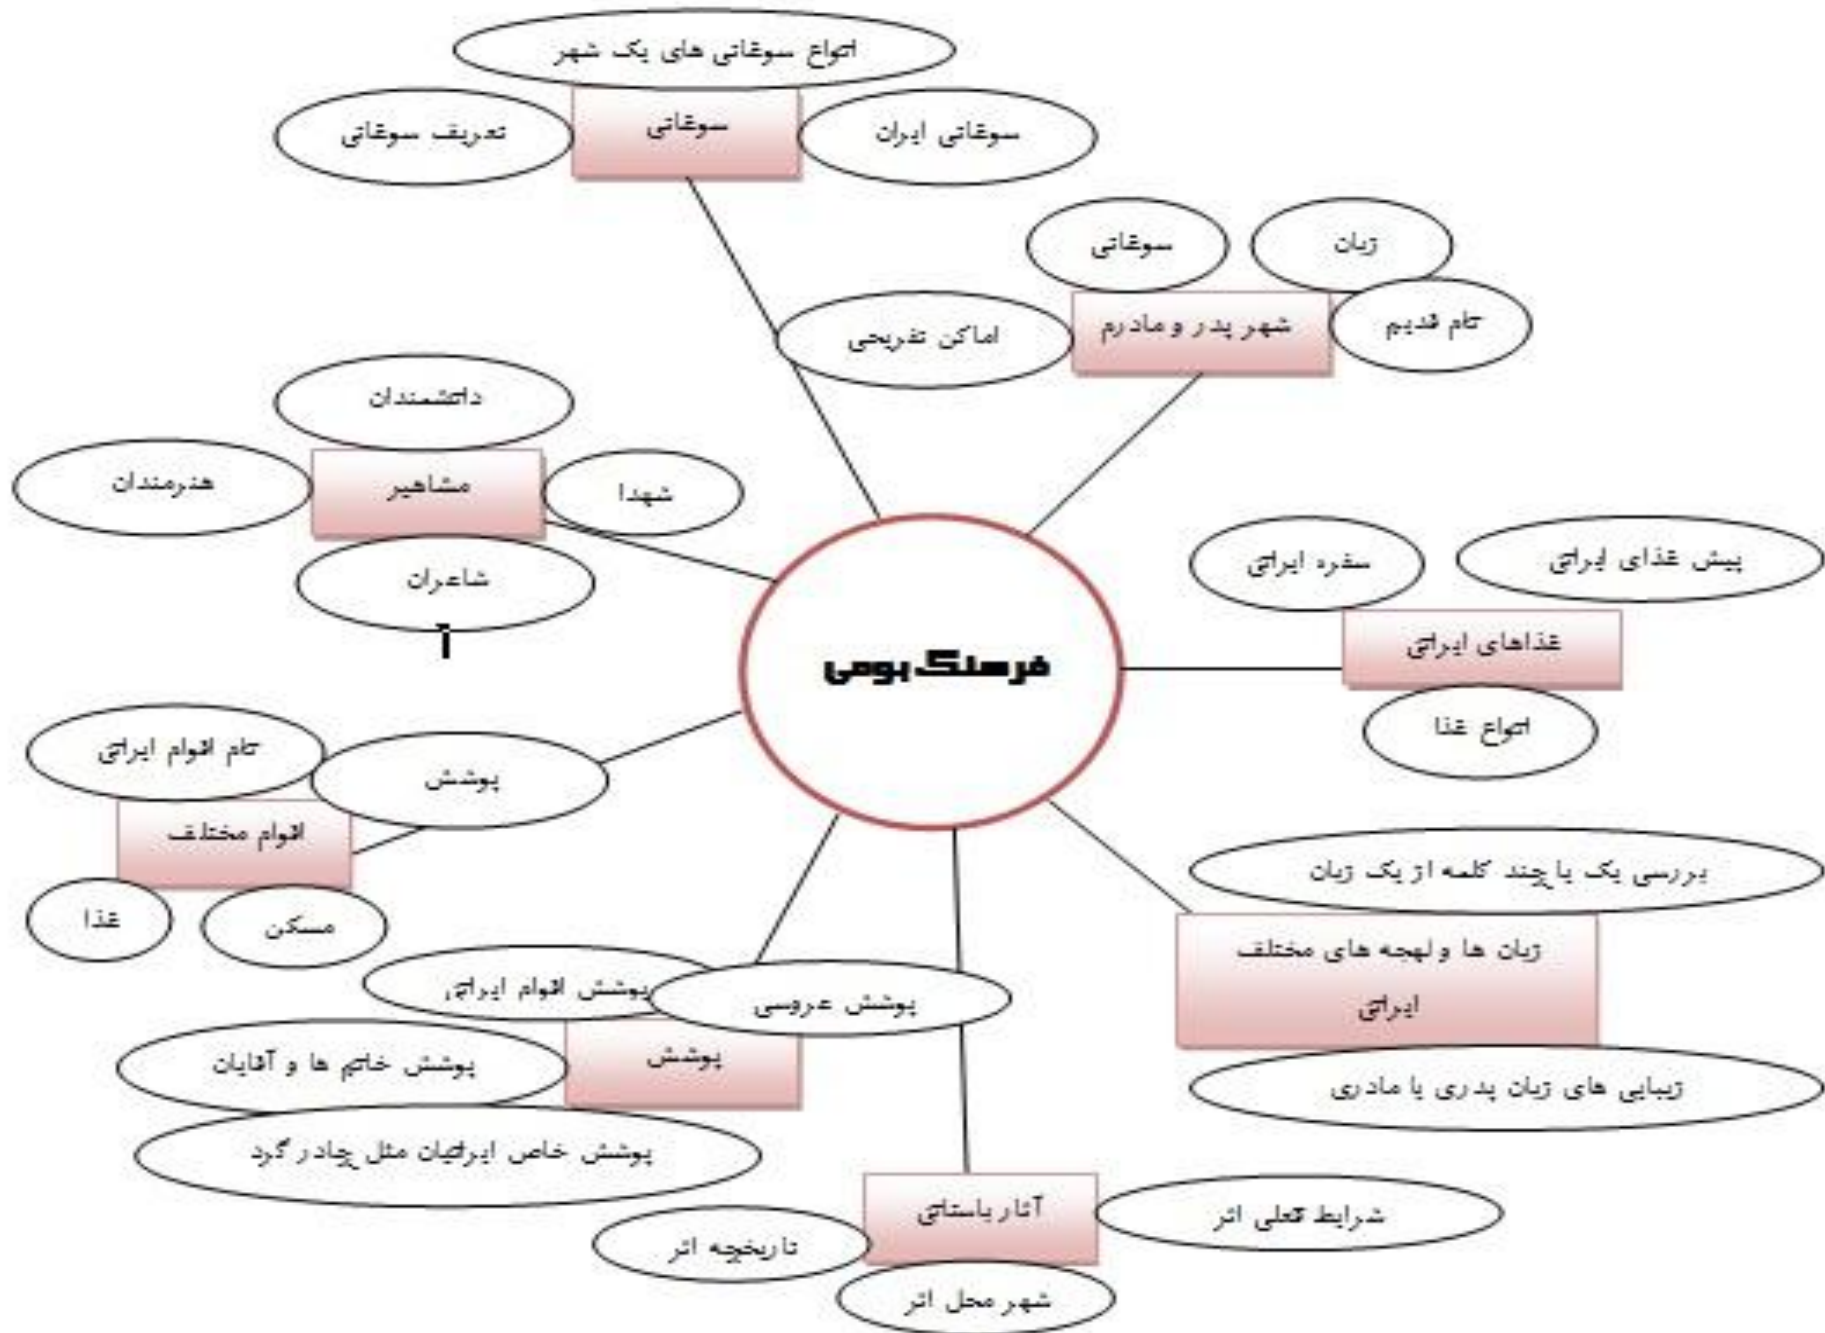 انواع سوغاتی های یک شهر
سوغاتی
سوغاتی ایران
تعریف سوغاتی
زبان
سوغاتی
نام قدیم
شهر پدر و مادرم
اماکن تفریحی
دانشمندان
شهدا
مشاهیر
هنرمندان
شاعران
آ
پیش غذای ایرانی
سفره ایرانی
غذاهای ایرانی
انواع غذا
فرهنگ بومی
پوشش
نام اقوام ایرانی
اقوام مختلف
مسکن
غذا
بررسی یک یا چند کلمه از یک زبان
زبان ها و لهجه های مختلف
ایرانی
زیبایی های زبان پدری یا مادری
پوشش عروسی
پوشش اقوام ایرانی
پوشش
پوشش خانم ها و آقایان
پوشش خاص ایرانیان مثل چادر گرد
آثار باستانی
شرایط فعلی اثر
تاریخچه اثر
شهر محل اثر